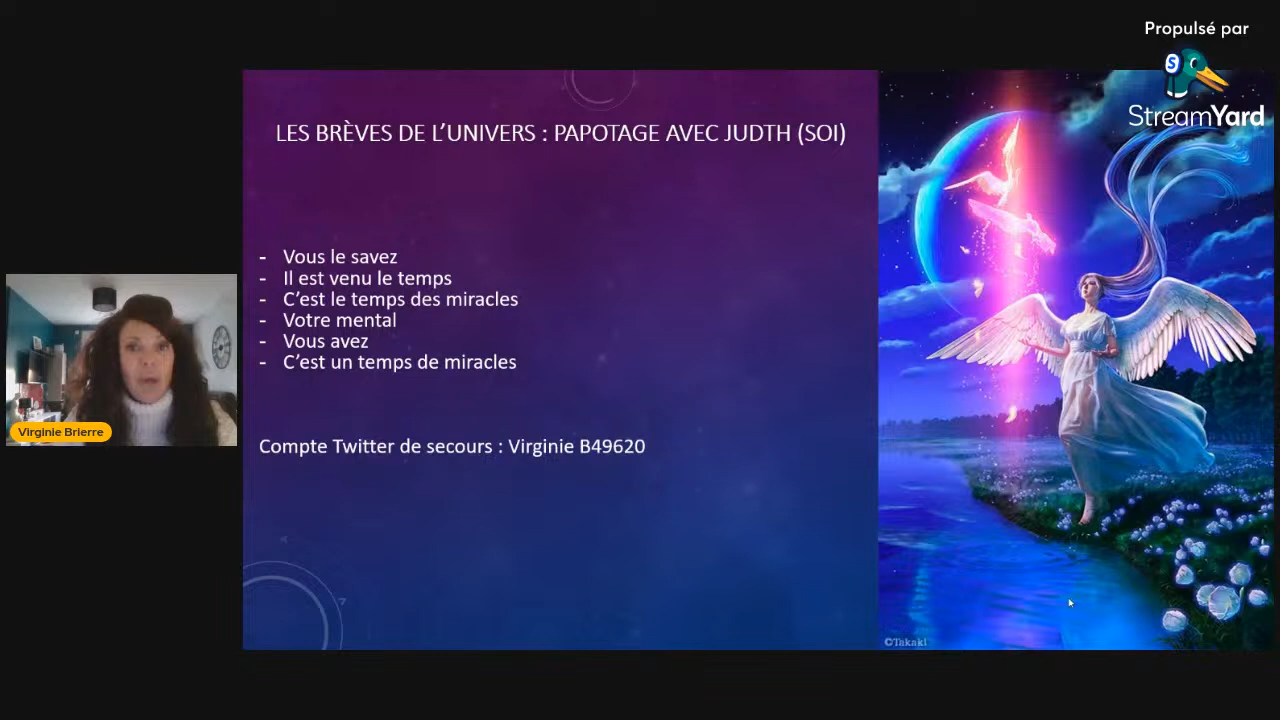 Propulsé par
StreamYard
LES BRÈVES DE L'UNIVERS : PAPOTAGE AVEC JUDTH (SOI)
- Vous le savez
- Il est venu le temps
- C'est le temps des miracles
- Votre mental
- Vous avez
- C'est un temps de miracles
Compte Twitter de secours : Virginie B49620
Virginie Brierre
©Takaki